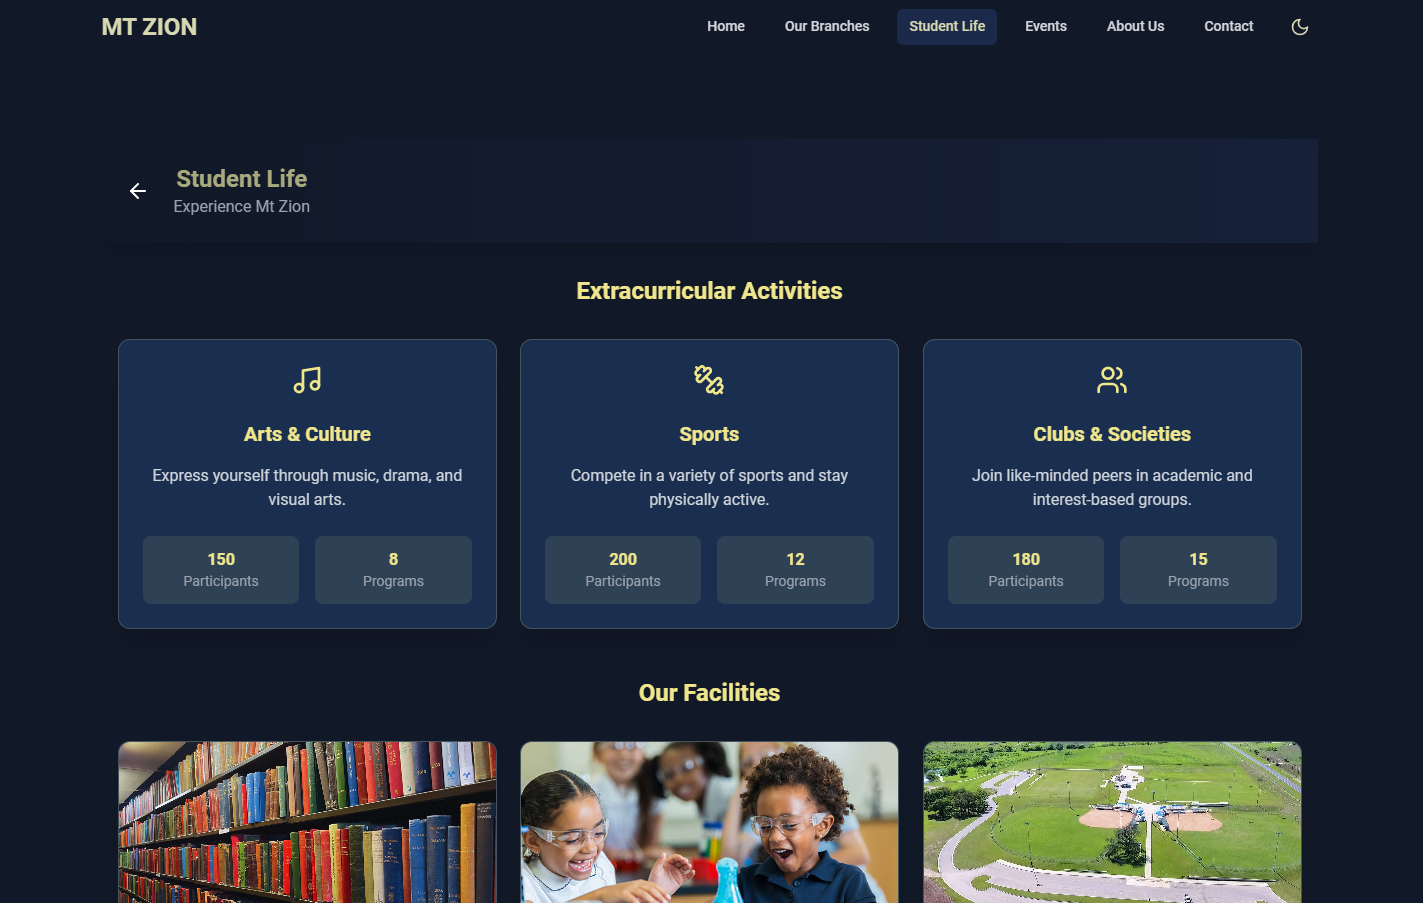 MT ZION
Home
Our Branches
Student Life
Events
About Us
Contact
Student Life
Experience Mt Zion
Extracurricular Activities
Arts & Culture
Express yourself through music, drama, and
visual arts.
150
Participants
8
Programs
Sports
Compete in a variety of sports and stay
physically active.
200
Participants
12
Programs
Clubs & Societies
Join like-minded peers in academic and
interest-based groups.
180
Participants
15
Programs
Our Facilities